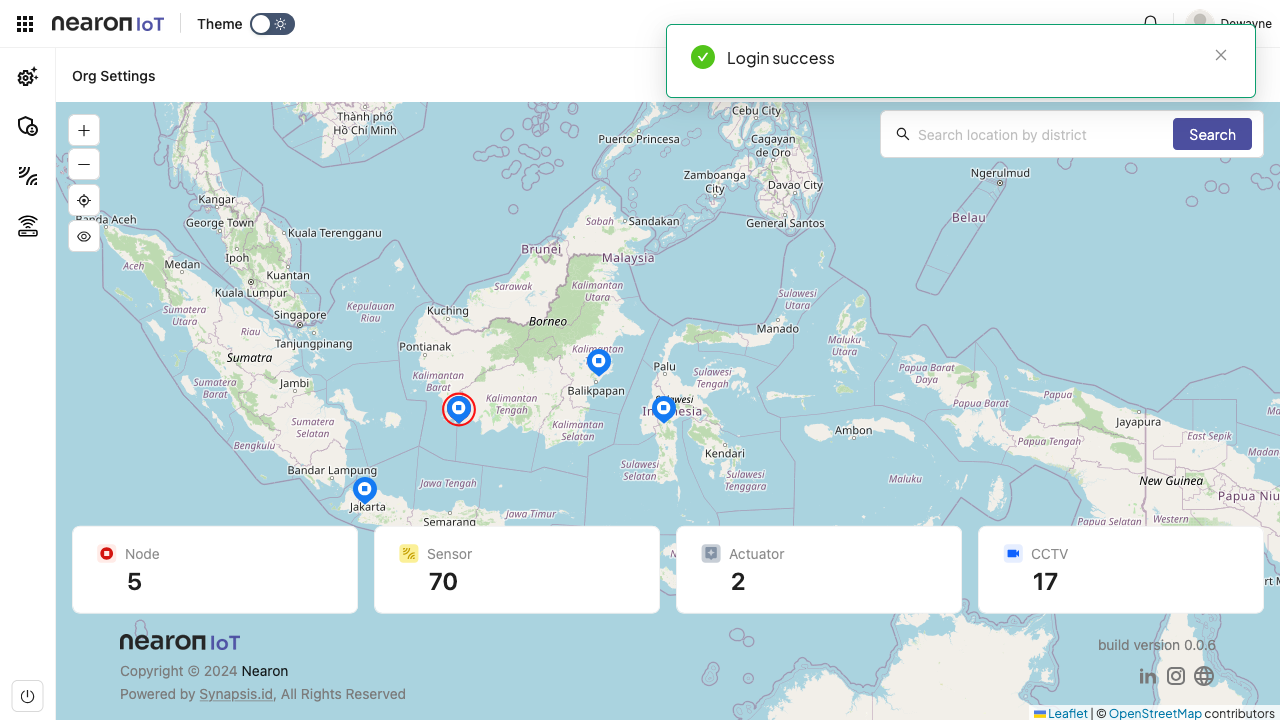 nearon IoT
Theme
Dewayne
Login success
Org Settings
Search location by district
Search
Thành phố
Hồ Chí Minh
Puerto Princesa
Cebu City
Cagayan
de Oro
Zamboanga
City
Davao City
General Santos
Ngerulmud
Belau
Banda Aceh
Kangar
George Town
Kuala Terengganu
Ipoh
Kuantan
Kuala Lumpur
Aceh
Medan
Sumatera
Utara
Singapore
Riau
Tanjungpinang
Kepulauan
Riau
Sumatra
Jambi
Sumatera
Barat
Sumatera
Selatan
Bengkulu
Bandar Lampung
Jakarta
Semarang
Jawa Tengah
Jawa Timur
Brunei
Sabah
Sandakan
Malaysia
Sarawak
Kuching
Borneo
Kalimantan
Utara
Pontianak
Kalimantan
Barat
Kalimantan
Tengah
Kalimantan
Balikpapan
Kalimantan
Selatan
Sulawesi
Utara
Manado
Maluku
Utara
Palu
Sulawesi
Tengah
Kendari
Sulawesi
Selatan
Sulawesi
Tenggara
Ambon
Maluku
Papua Barat
Daya
Papua Barat
Papua
Papua Tengah
Jayapura
East Sepik
New Guinea
Papua Selatan
Western
Node
5
Sensor
70
Actuator
2
CCTV
17
nearon IoT
Copyright © 2024 Nearon
Powered by Synapsis.id, All Rights Reserved
build version 0.0.6
Leaflet | © OpenStreetMap contributors